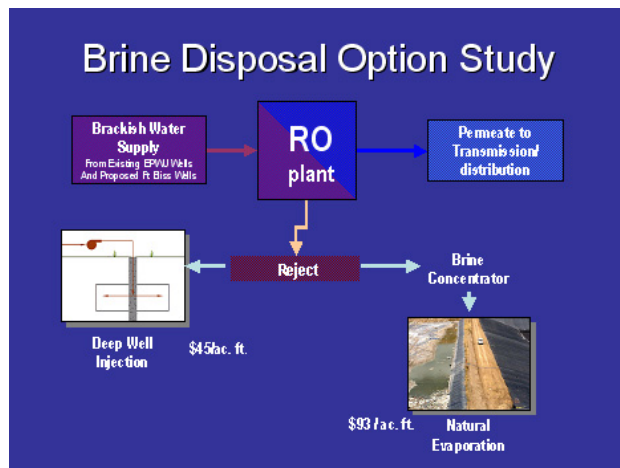 Brine Disposal Option Study
Brackish Water
Supply
From Existing EPWU Wells
And Proposed Ft Bliss Wells
RO
plant
Permeate to
Transmission/
distribution
Reject
Brine
Concentrator
Deep Well
Injection
$45/ac. ft.
$93 / ac. ft.
Natural
Evaporation